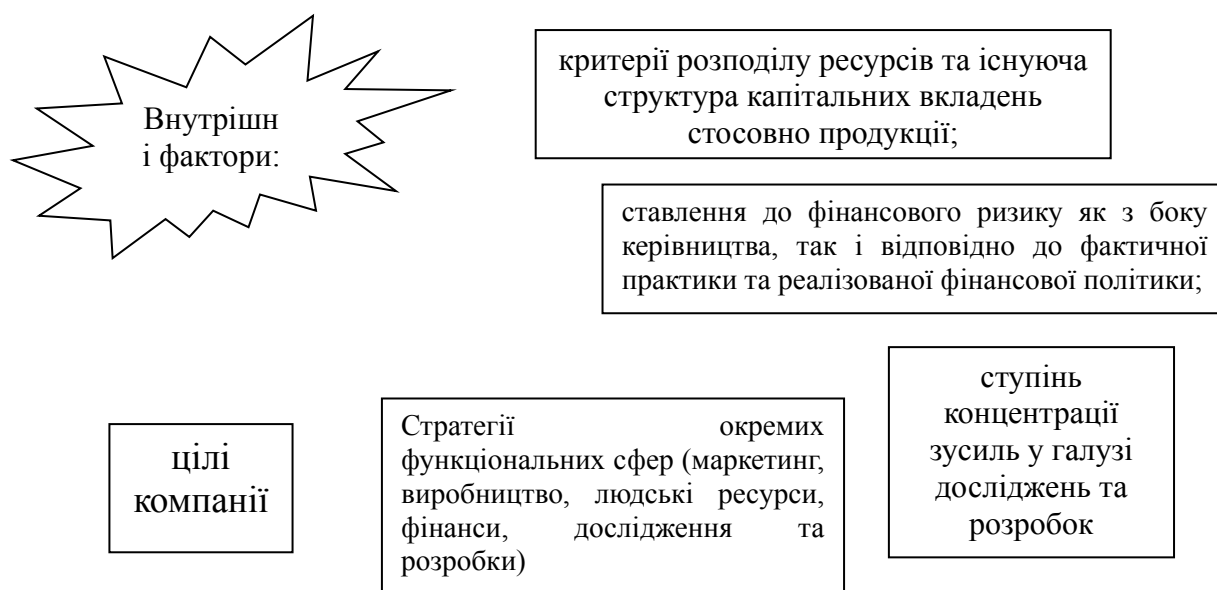 Внутрішн
і фактори:
критерії розподілу ресурсів та існуюча
структура капітальних вкладень
стосовно продукції;
ставлення до фінансового ризику як з боку
керівництва, так і відповідно до фактичної
практики та реалізованої фінансової політики;
цілі
компанії
Стратегії окремих
функціональних сфер (маркетинг,
виробництво, людські ресурси,
фінанси, дослідження та
розробки)
ступінь
концентрації
зусиль у галузі
досліджень та
розробок